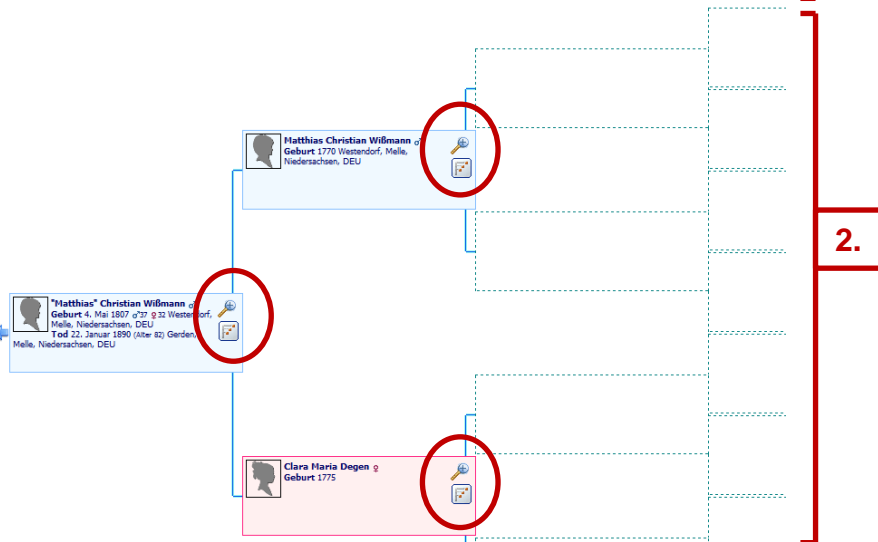 Matthias Christian Wißmann ♂
Geburt 1770 Westendorf, Melle,
Niedersachsen, DEU
2.
"Matthias" Christian Wißmann ♂
Geburt 4. Mai 1807 ♂37 ♀32 Westendorf,
Melle, Niedersachsen, DEU
Tod 22. Januar 1890 (Alter 82) Gerden,
Melle, Niedersachsen, DEU
Clara Maria Degen ♀
Geburt 1775